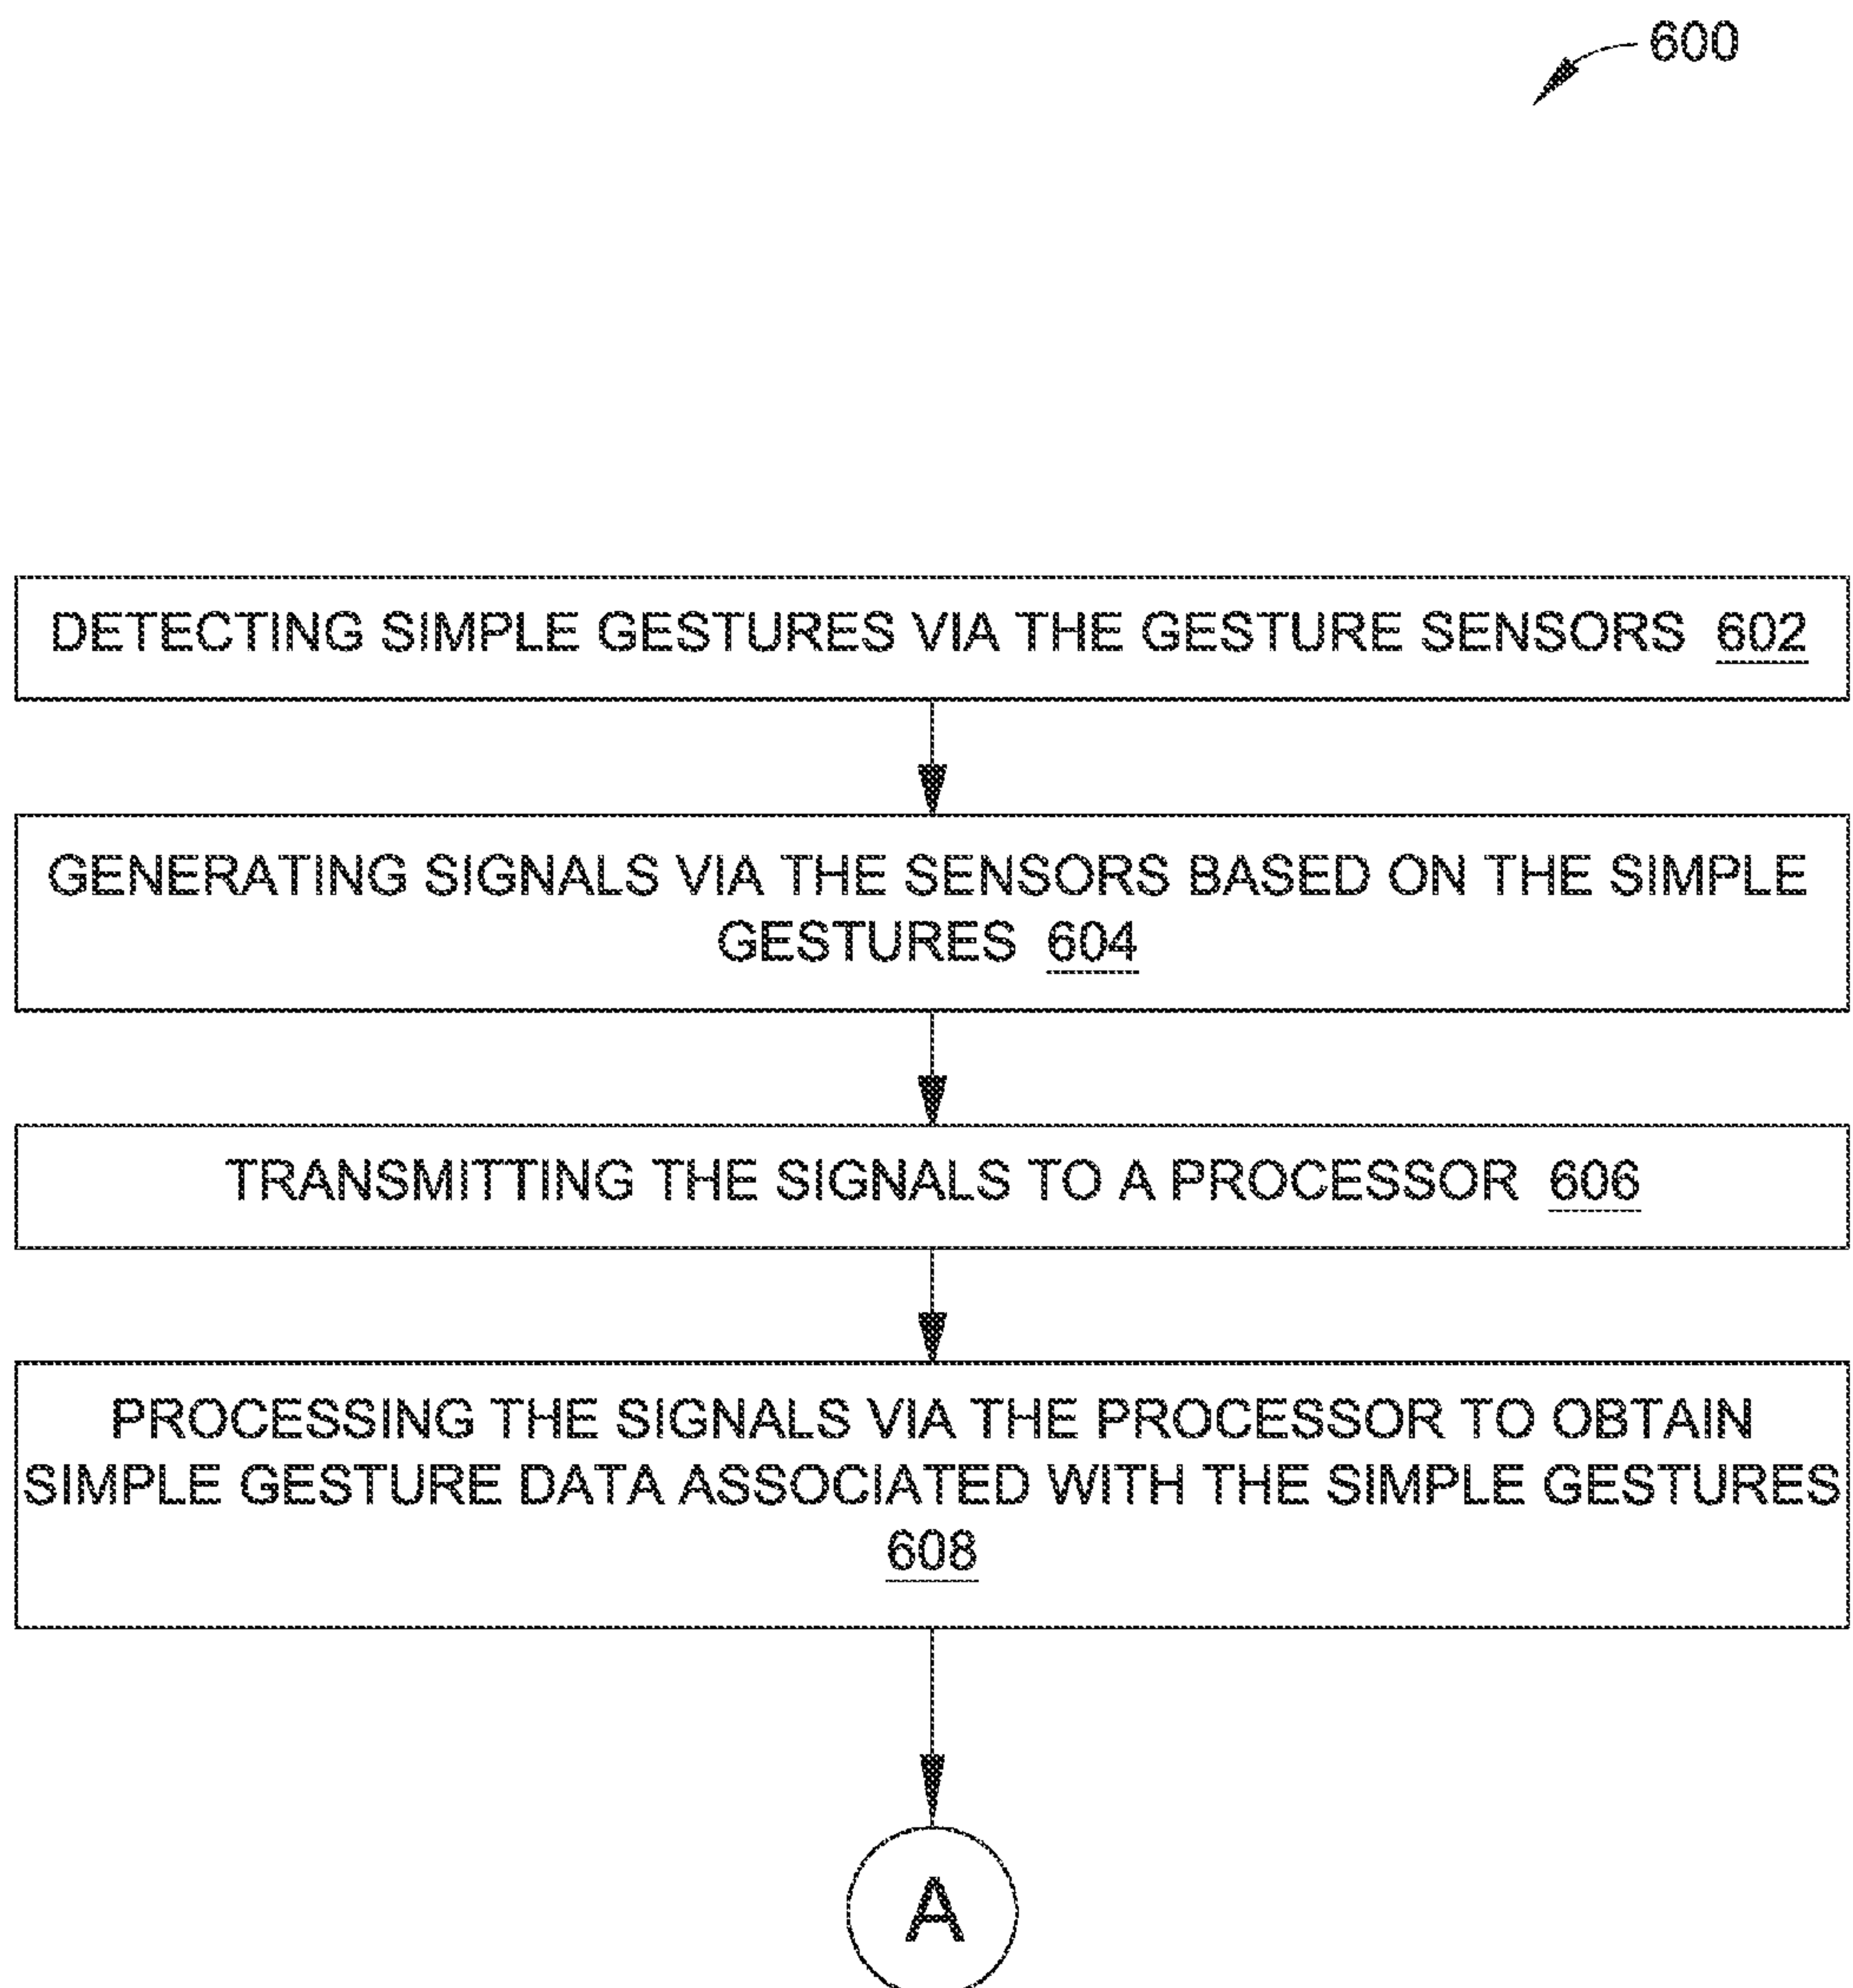 600
DETECTING SIMPLE GESTURES VIA THE GESTURE SENSORS 602
GENERATING SIGNALS VIA THE SENSORS BASED ON THE SIMPLE
GESTURES 604
TRANSMITTING THE SIGNALS TO A PROCESSOR 606
PROCESSING THE SIGNALS VIA THE PROCESSOR TO OBTAIN
SIMPLE GESTURE DATA ASSOCIATED WITH THE SIMPLE GESTURES
608
A